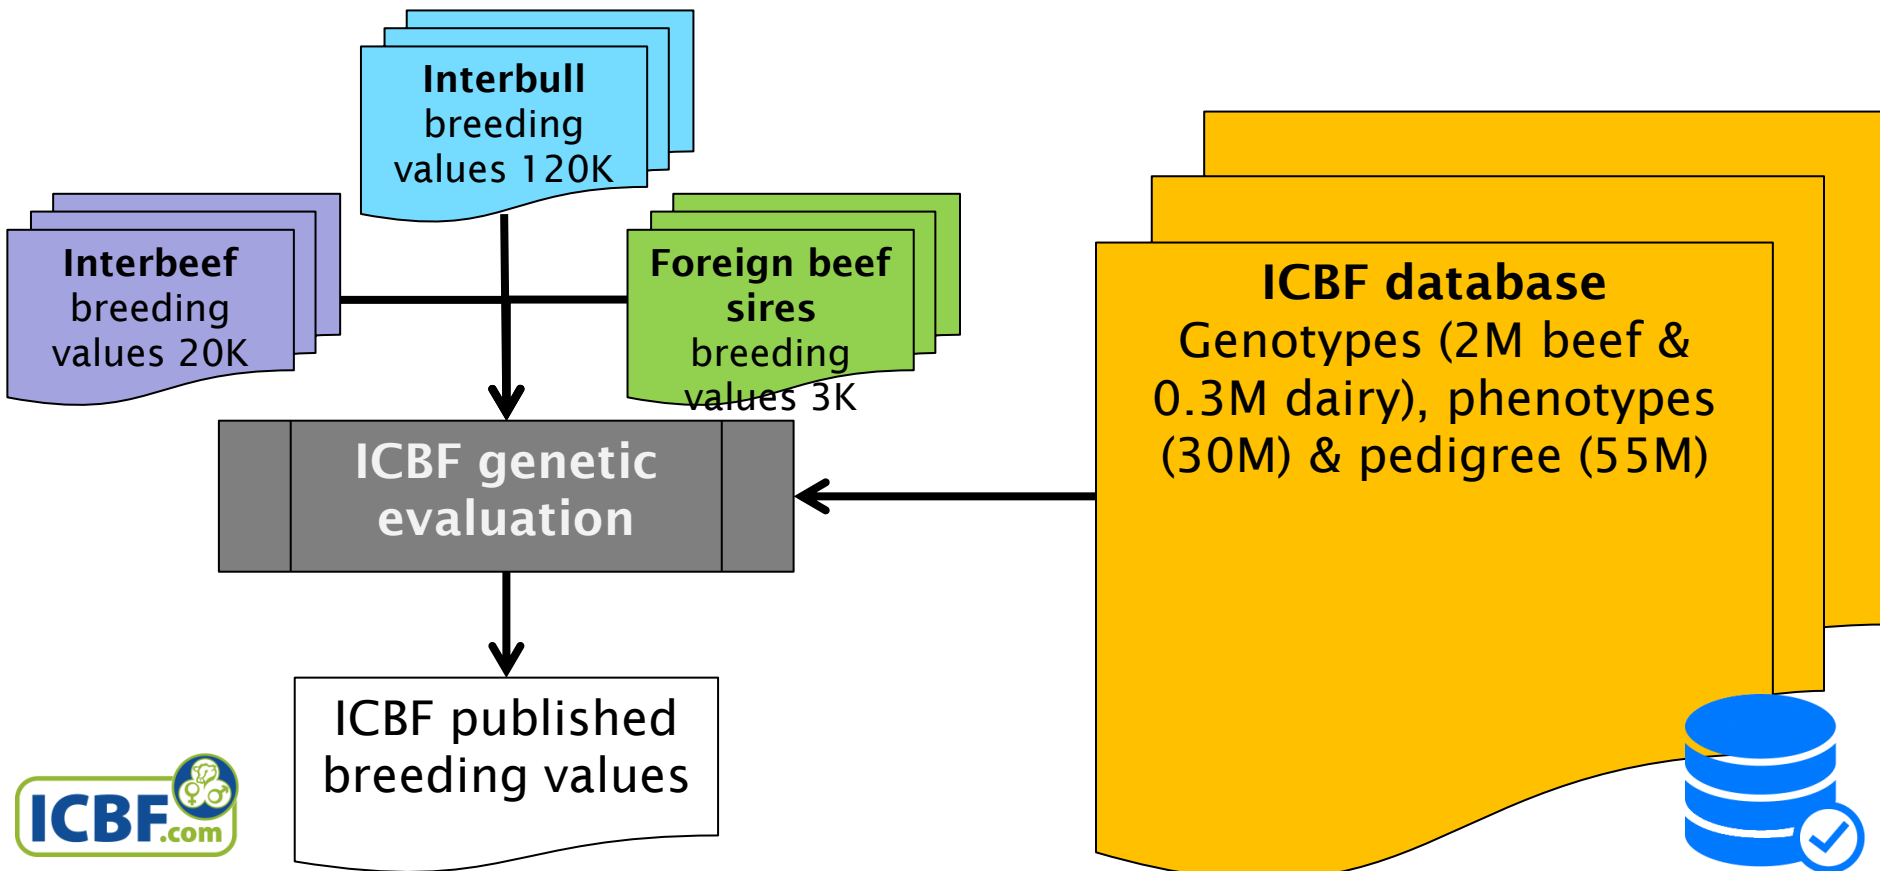 Interbull
breeding
values 120K
Interbeef
breeding
values 20K
Foreign beef
sires
breeding
values 3K
ICBF database
Genotypes (2M beef &
0.3M dairy), phenotypes
(30M) & pedigree (55M)
ICBF genetic
evaluation
ICBF published
breeding values
ICBF.com